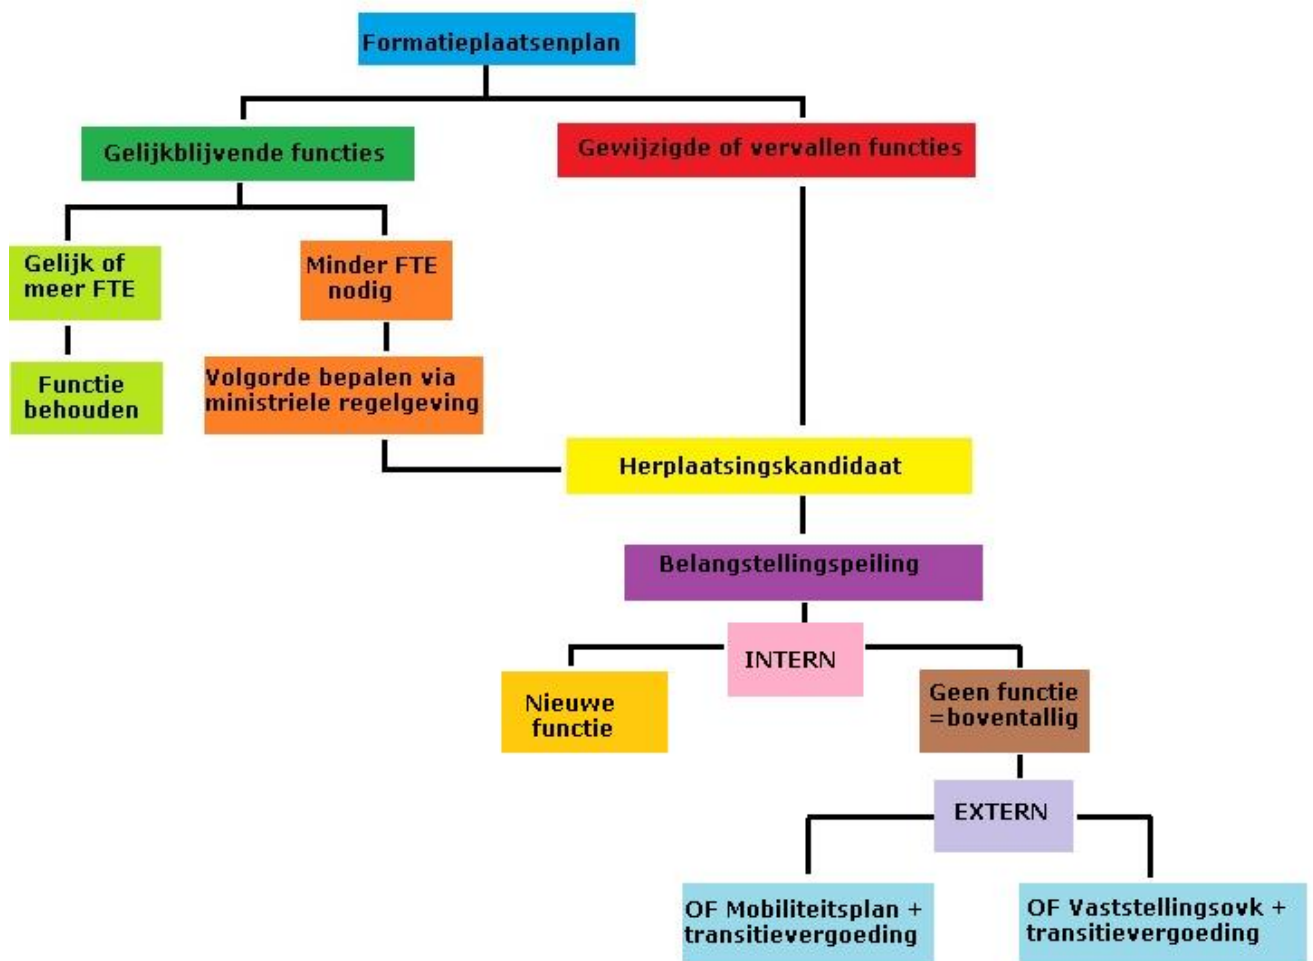 Formatieplaatsenplan
Gelijkblijvende functies
Gewijzigde of vervallen functies
Gelijk of
meer FTE
Minder FTE
nodig
Functie
behouden
Volgorde bepalen via
ministriele regelgeving
Herplaatsingskandidaat
Belangstellingspeiling
INTERN
Nieuwe
functie
Geen functie
=boventallig
EXTERN
OF Mobiliteitsplan +
transitievergoeding
OF Vaststellingsovk +
transitievergoeding